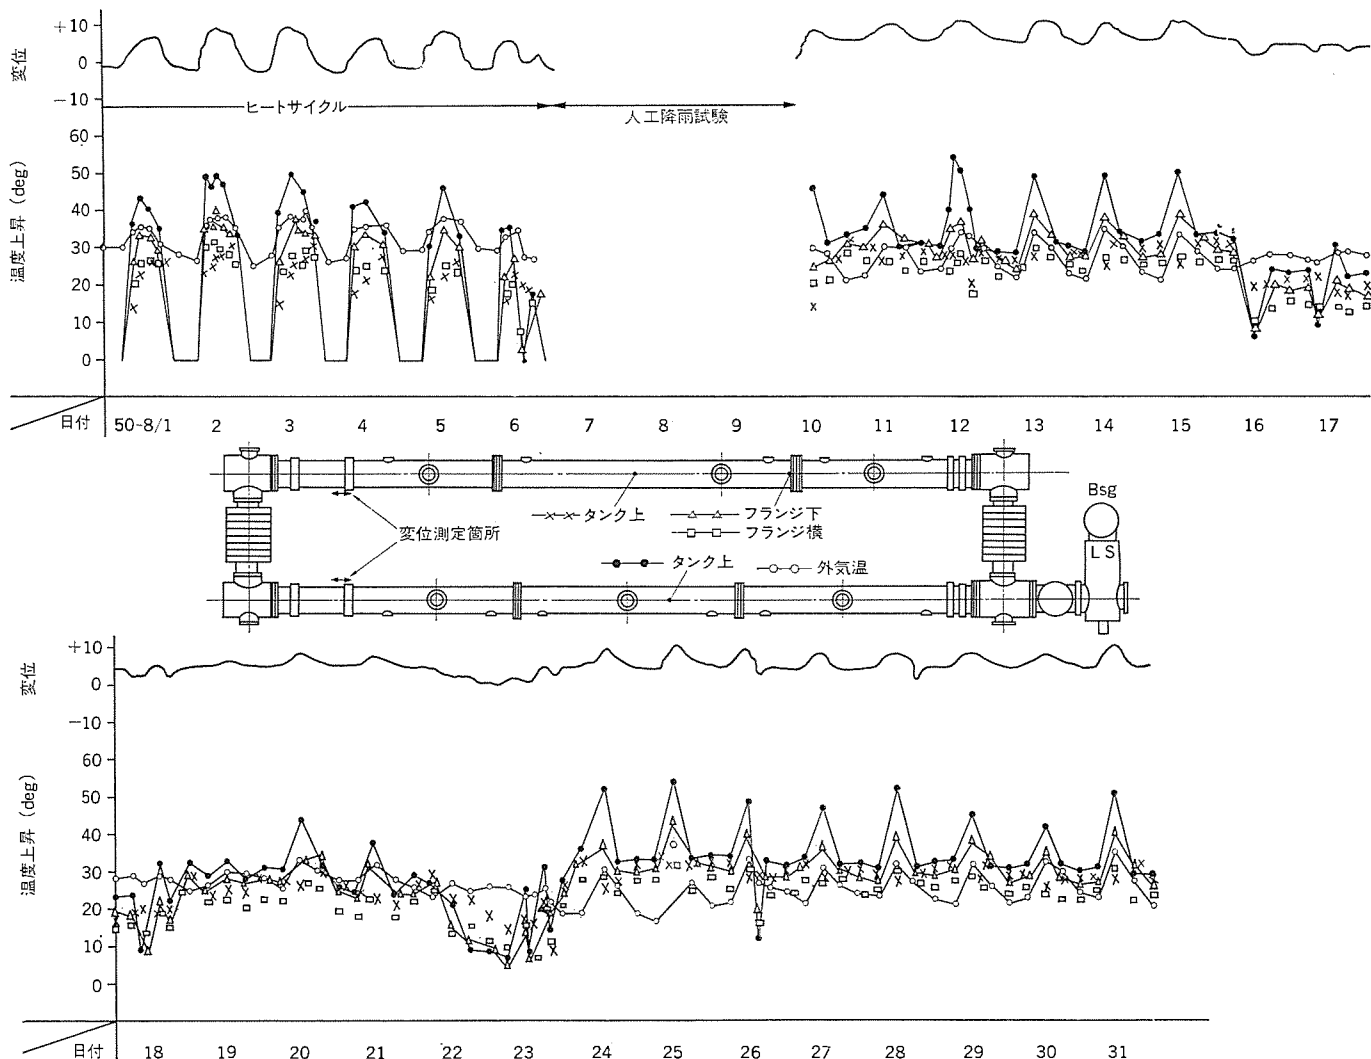 変位
+10
0
−10
ヒートサイクル
人工降雨試験
温度上昇 (deg)
60
50
40
30
20
10
0
日付 50-8/1 2 3 4 5 6 7 8 9 10 11 12 13 14 15 16 17
変位測定箇所
タンク上
フランジ下
フランジ横
タンク上
外気温
Bsg
LS
変位
+10
0
−10
温度上昇 (deg)
60
50
40
30
20
10
0
日付 18 19 20 21 22 23 24 25 26 27 28 29 30 31